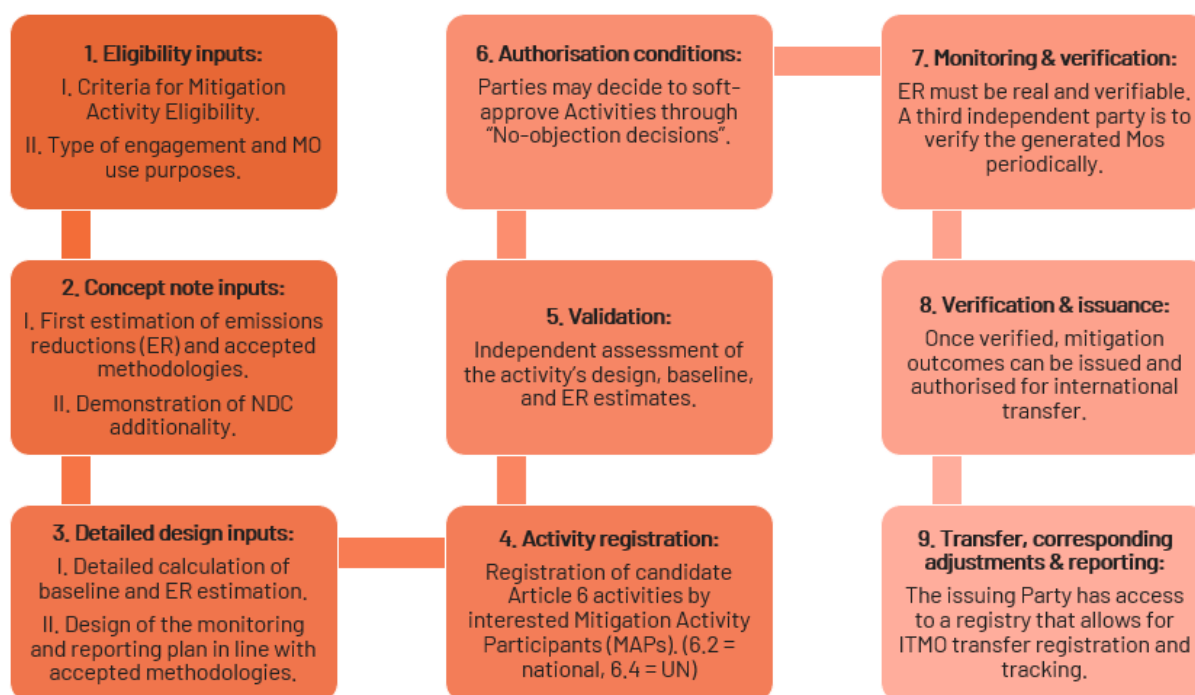 1. Eligibility inputs:
I. Criteria for Mitigation
Activity Eligibility.
II. Type of engagement and MO
use purposes.
2. Concept note inputs:
I. First estimation of emissions
reductions (ER) and accepted
methodologies.
II. Demonstration of NDC
additionality.
3. Detailed design inputs:
I. Detailed calculation of
baseline and ER estimation.
II. Design of the monitoring
and reporting plan in line with
accepted methodologies.
4. Activity registration:
Registration of candidate
Article 6 activities by
interested Mitigation Activity
Participants (MAPs). (6.2 =
national, 6.4 = UN)
5. Validation:
Independent assessment of
the activity's design, baseline,
and ER estimates.
6. Authorisation conditions:
Parties may decide to soft-
approve Activities through
"No-objection decisions".
7. Monitoring & verification:
ER must be real and verifiable.
A third independent party is to
verify the generated Mos
periodically.
8. Verification & issuance:
Once verified, mitigation
outcomes can be issued and
authorised for international
transfer.
9. Transfer, corresponding
adjustments & reporting:
The issuing Party has access
to a registry that allows for
ITMO transfer registration and
tracking.